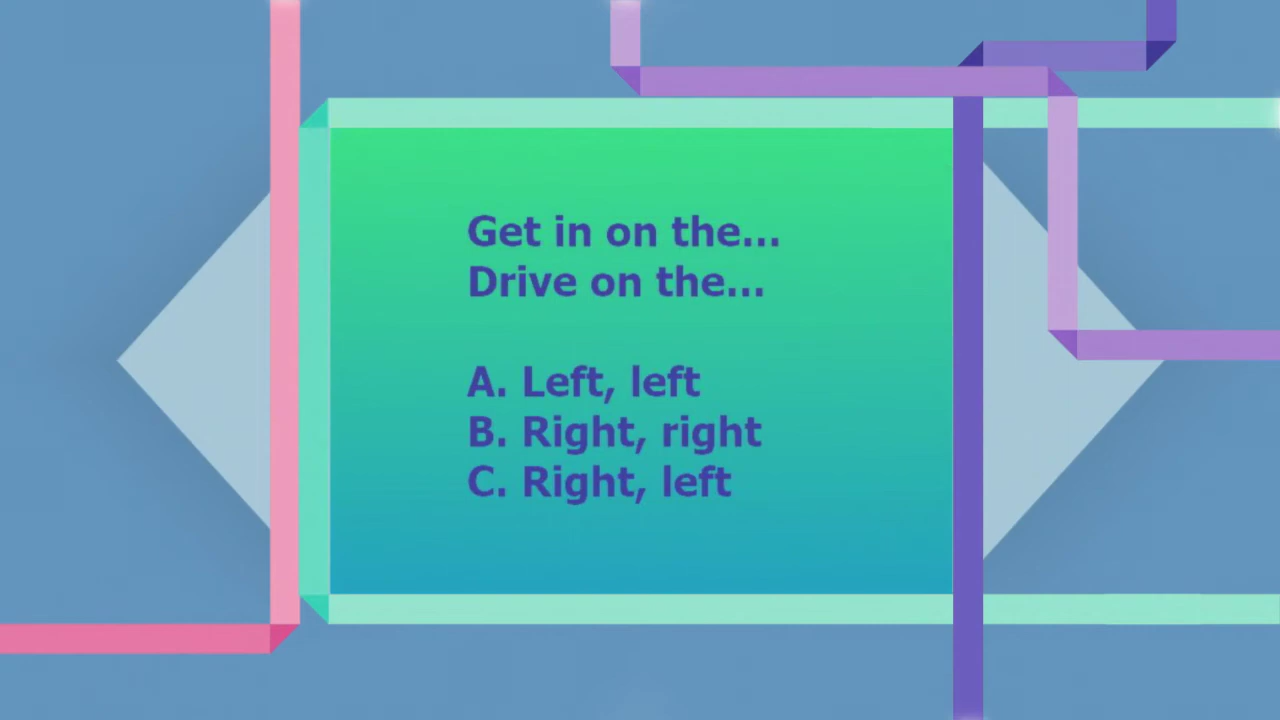 Get in on the...
Drive on the...
A. Left, left
B. Right, right
C. Right, left